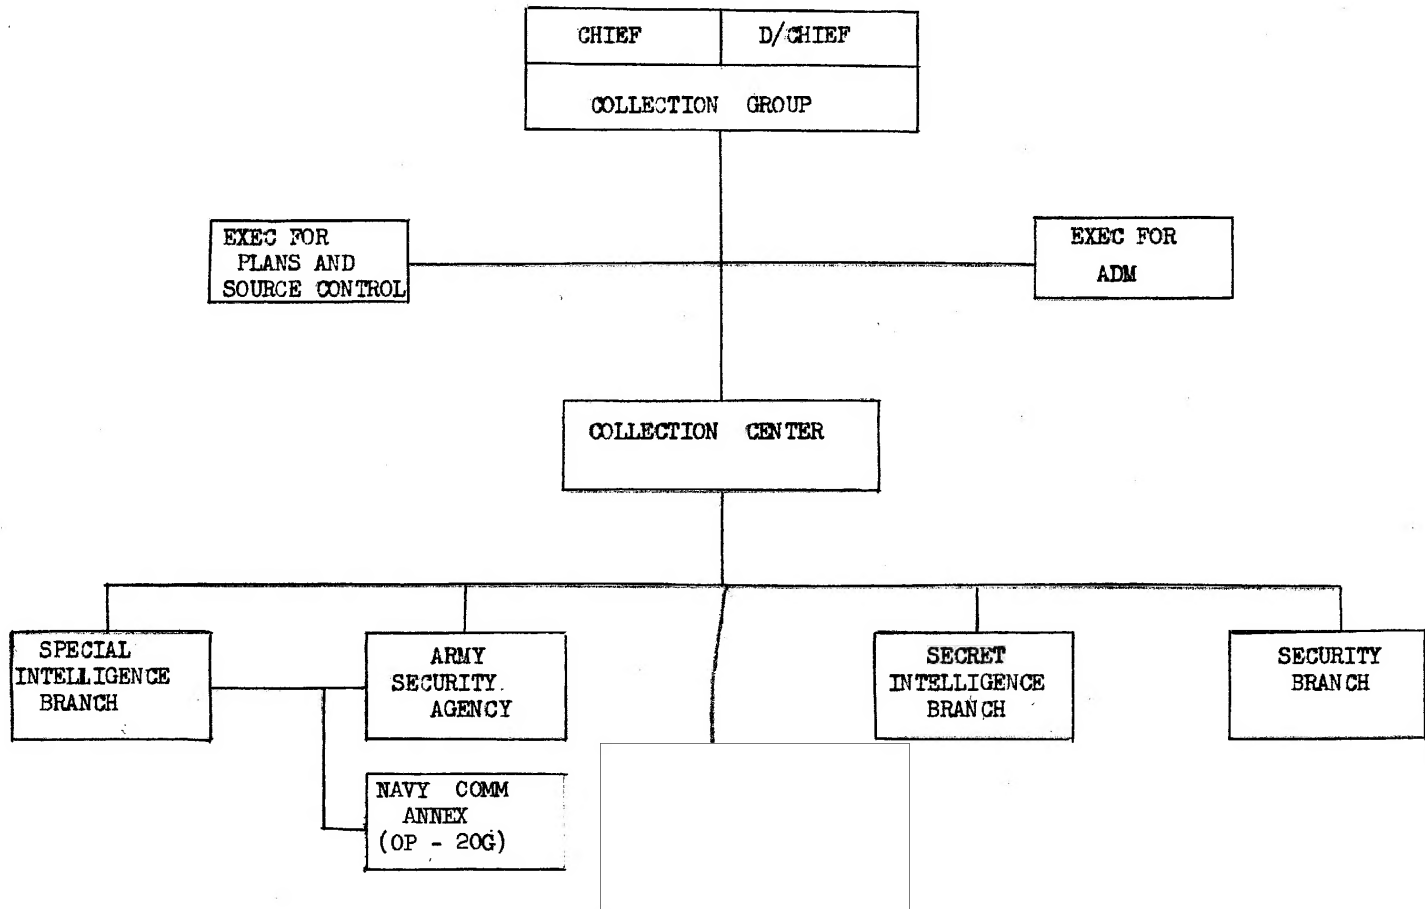 CHIEF D/CHIEF
COLLECTION GROUP
EXEC FOR
PLANS AND
SOURCE CONTROL
EXEC FOR
ADM
COLLECTION CENTER
SPECIAL
INTELLIGENCE
BRANCH
ARMY
SECURITY.
AGENCY
NAVY COMM
ANNEX
(OP - 20G)
SECRET
INTELLIGENCE
BRANCH
SECURITY
BRANCH